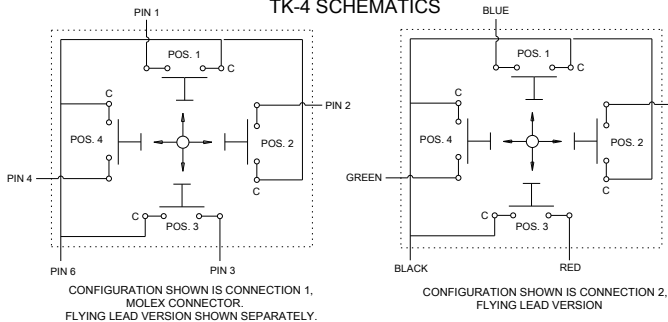 TK-4 SCHEMATICS
PIN 1
POS. 1
C
C
PIN 2
POS. 4
POS. 2
PIN 4
C
C
POS. 3
PIN 6
PIN 3
CONFIGURATION SHOWN IS CONNECTION 1,
MOLEX CONNECTOR.
FLYING LEAD VERSION SHOWN SEPARATELY.
BLUE
POS. 1
C
C
POS. 4
POS. 2
GREEN
C
C
POS. 3
BLACK
RED
CONFIGURATION SHOWN IS CONNECTION 2,
FLYING LEAD VERSION